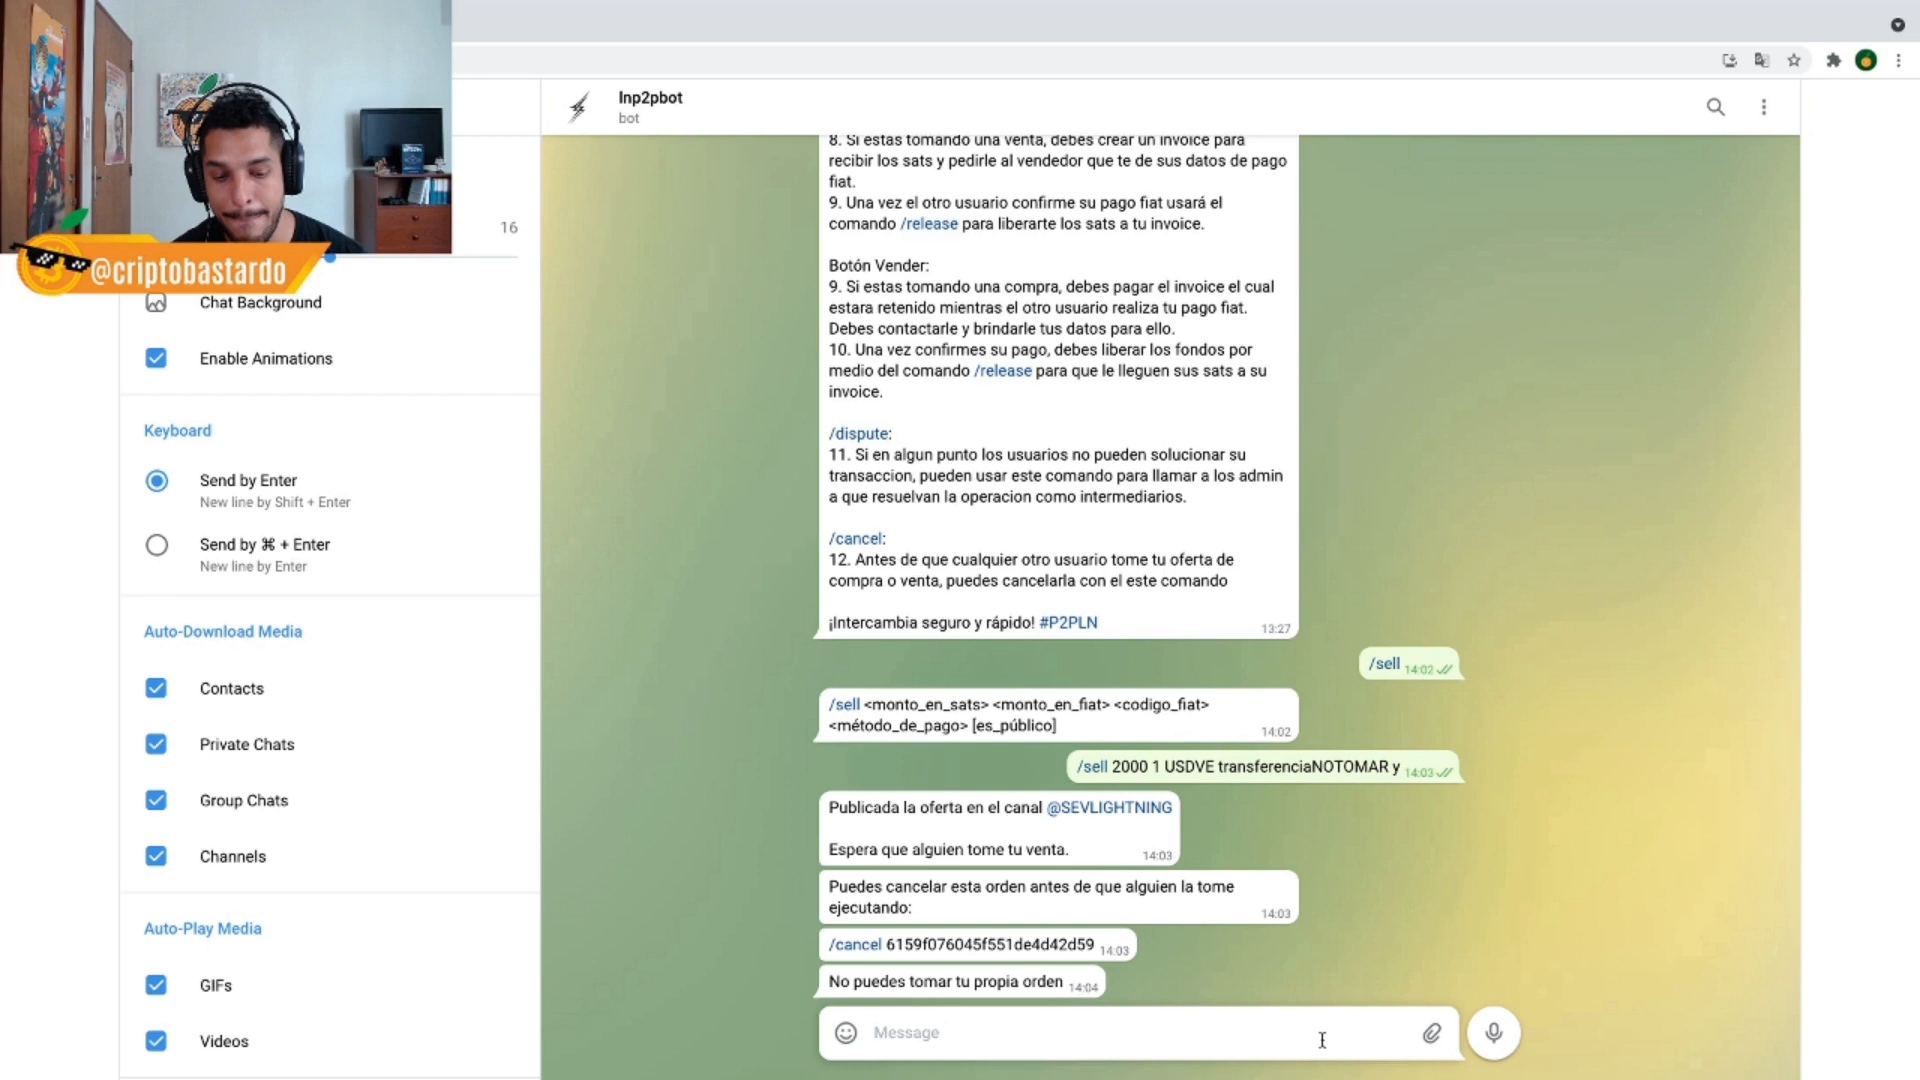 lnp2pbot
bot
@criptobastardo
16
Chat Background
Enable Animations
Keyboard
Send by Enter
New line by Shift + Enter
Send by ⌘ + Enter
New line by Enter
Auto-Download Media
Contacts
Private Chats
Group Chats
Channels
Auto-Play Media
GIFs
Videos
8. Si estas tomando una venta, debes crear un invoice para
recibir los sats y pedirle al vendedor que te de sus datos de pago
fiat.
9. Una vez el otro usuario confirme su pago fiat usará el
comando /release para liberarte los sats a tu invoice.
Botón Vender:
9. Si estas tomando una compra, debes pagar el invoice el cual
estara retenido mientras el otro usuario realiza tu pago fiat.
Debes contactarle y brindarle tus datos para ello.
10. Una vez confirmes su pago, debes liberar los fondos por
medio del comando /release para que le lleguen sus sats a su
invoice.
/dispute:
11. Si en algun punto los usuarios no pueden solucionar su
transaccion, pueden usar este comando para llamar a los admin
a que resuelvan la operacion como intermediarios.
/cancel:
12. Antes de que cualquier otro usuario tome tu oferta de
compra o venta, puedes cancelarla con el este comando
¡Intercambia seguro y rápido! #P2PLN 13:27
/sell 14:02
/sell <monto_en_sats> <monto_en_fiat> <codigo_fiat>
<método_de_pago> [es_público] 14:02
/sell 2000 1 USDVE transferenciaNOTOMAR y 14:03
Publicada la oferta en el canal @SEVLIGHTNING
Espera que alguien tome tu venta. 14:03
Puedes cancelar esta orden antes de que alguien la tome
ejecutando: 14:03
/cancel 6159f076045f551de4d42d59 14:03
No puedes tomar tu propia orden 14:04
Message